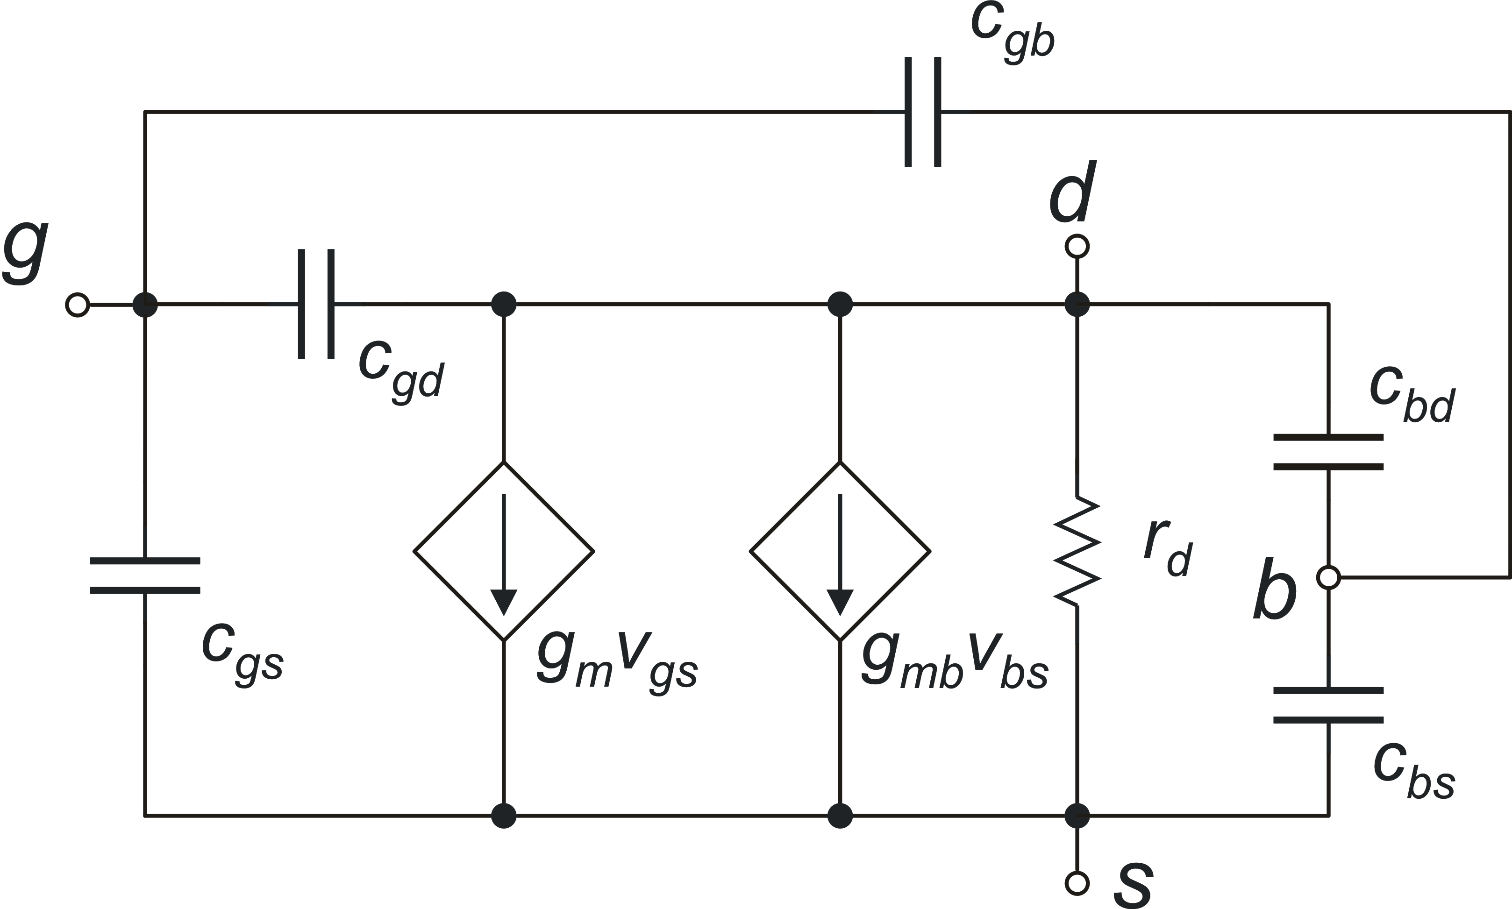 c_gb
d
g
c_gd
c_bd
r_d
b
c_gs
g_m v_gs
g_mb v_bs
c_bs
s